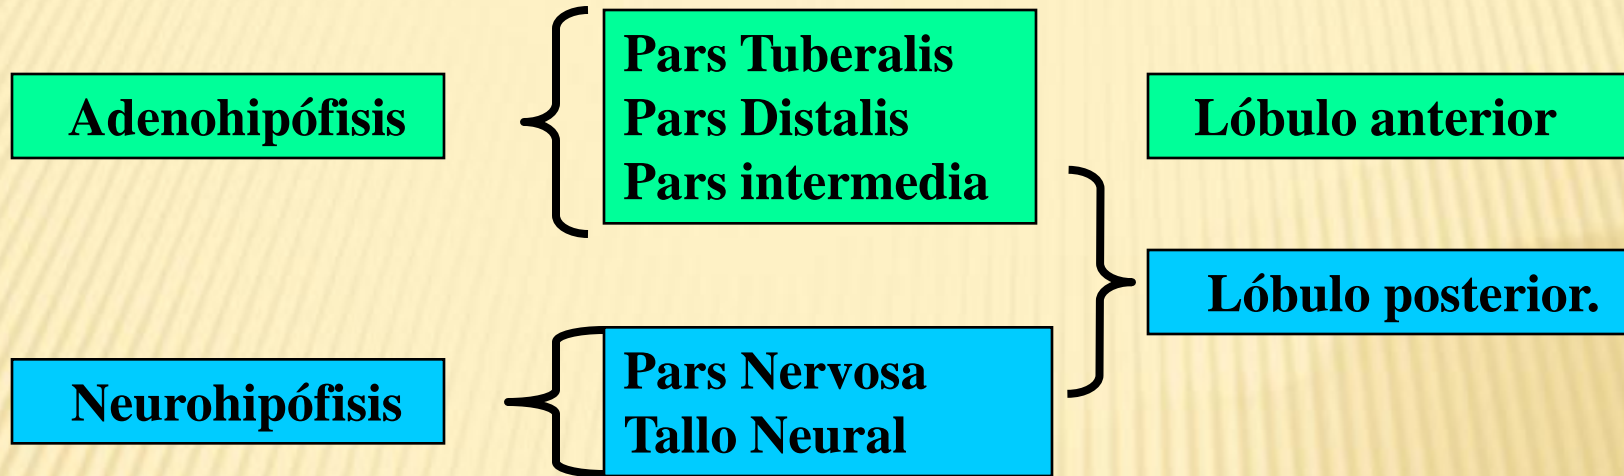 Adenohipófisis
Pars Tuberalis
Pars Distalis
Pars intermedia
Lóbulo anterior
Lóbulo posterior.
Neurohipófisis
Pars Nervosa
Tallo Neural